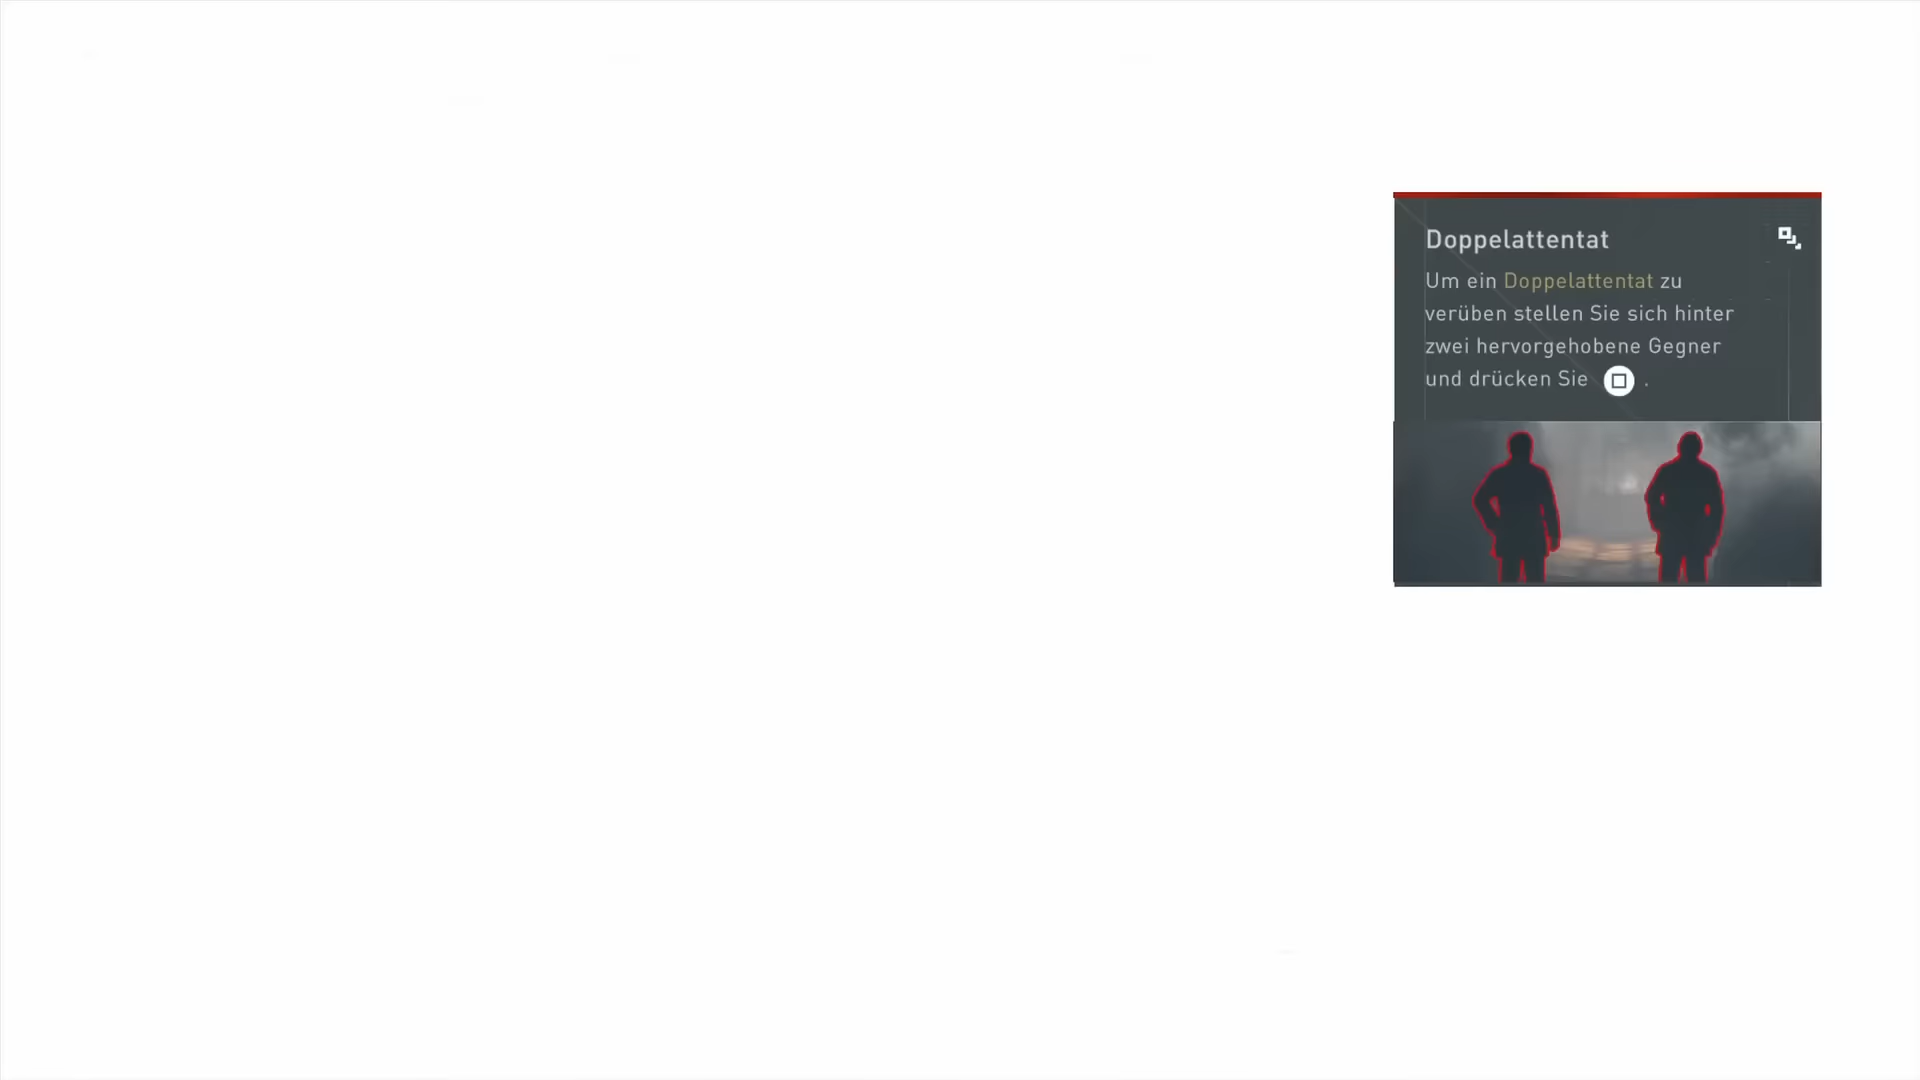 Doppelattentat
Um ein Doppelattentat zu
verüben stellen Sie sich hinter
zwei hervorgehobene Gegner
und drücken Sie .